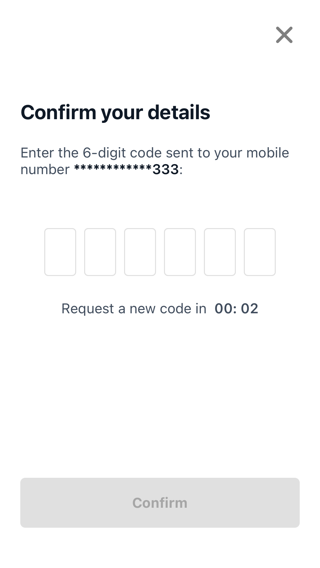 Confirm your details
Enter the 6-digit code sent to your mobile
number ************333:
Request a new code in 00: 02
Confirm